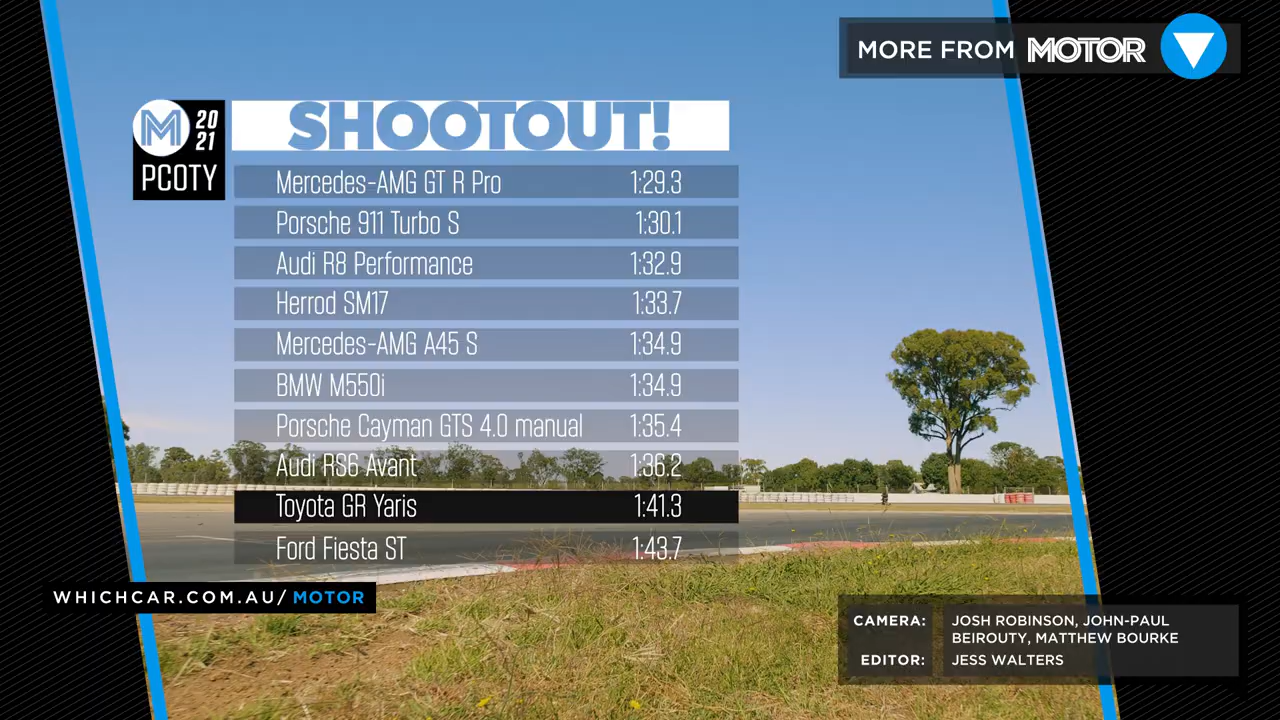 MORE FROM MOTOR
M 20
21
PCOTY
SHOOTOUT!
Mercedes-AMG GT R Pro 1:29.3
Porsche 911 Turbo S 1:30.1
Audi R8 Performance 1:32.9
Herrod SM17 1:33.7
Mercedes-AMG A45 S 1:34.9
BMW M550i 1:34.9
Porsche Cayman GTS 4.0 manual 1:35.4
Audi RS6 Avant 1:36.2
Toyota GR Yaris 1:41.3
Ford Fiesta ST 1:43.7
WHICHCAR.COM.AU/MOTOR
CAMERA: JOSH ROBINSON, JOHN-PAUL
BEIROUTY, MATTHEW BOURKE
EDITOR: JESS WALTERS